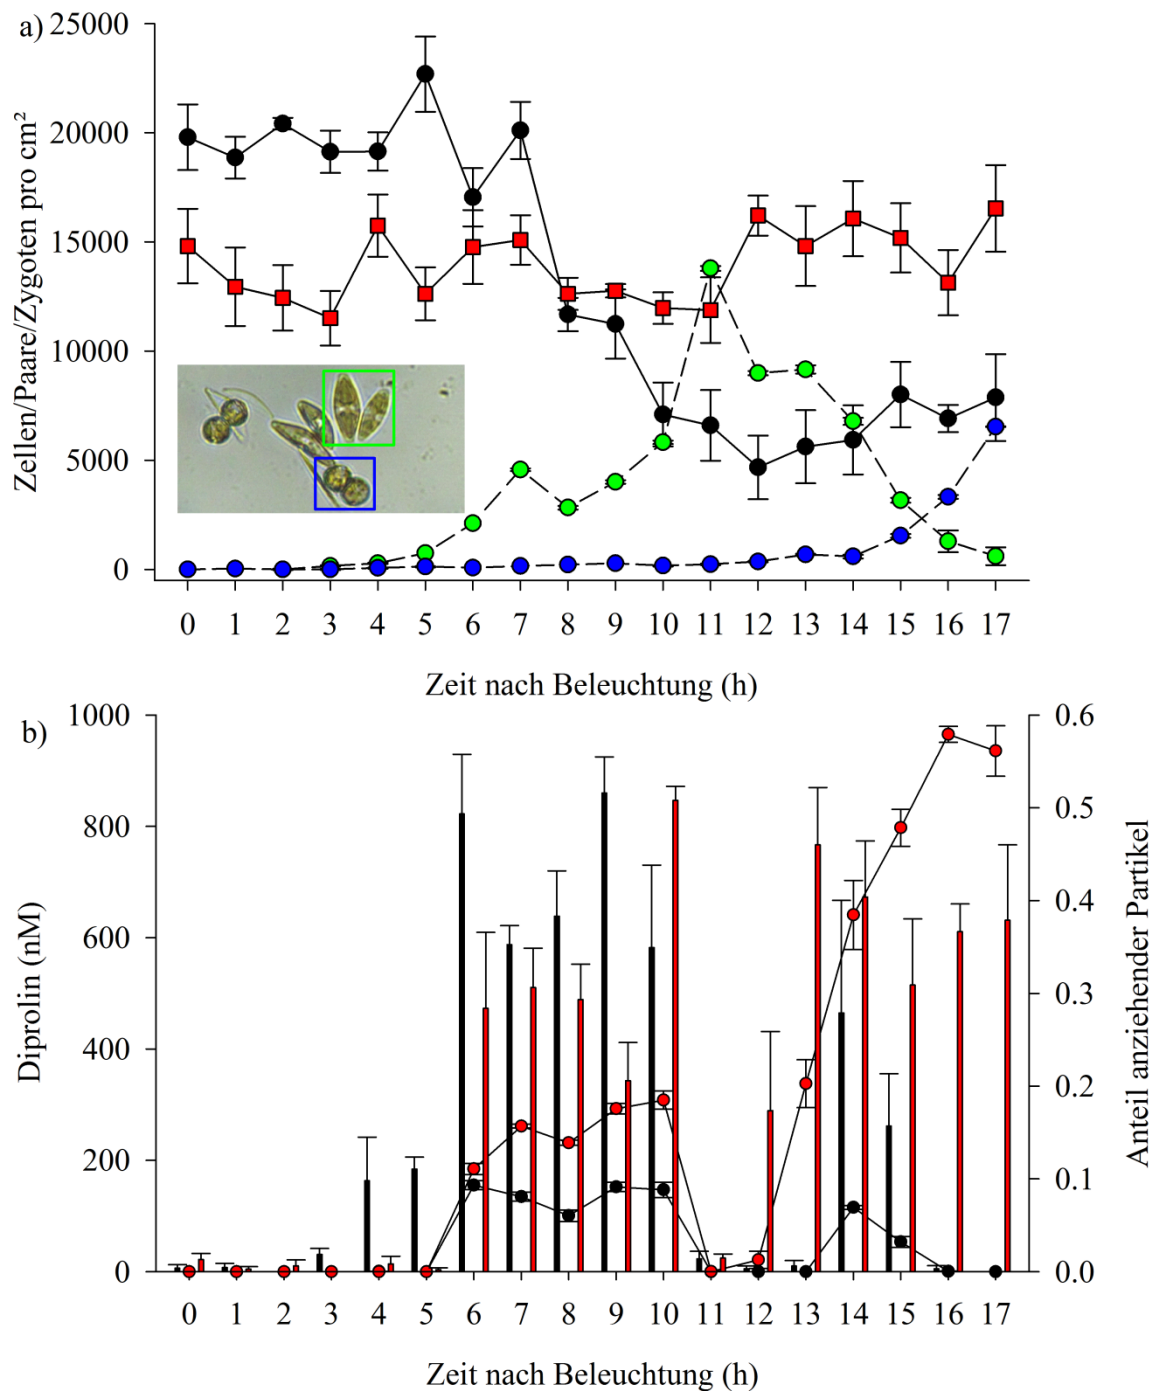 a)
Zellen/Paare/Zygoten pro cm²
25000
20000
15000
10000
5000
0
0 1 2 3 4 5 6 7 8 9 10 11 12 13 14 15 16 17
Zeit nach Beleuchtung (h)
b)
Diprolin (nM)
1000
800
600
400
200
0
0.6
0.5
0.4
0.3
0.2
0.1
0.0
Anteil anziehender Partikel
0 1 2 3 4 5 6 7 8 9 10 11 12 13 14 15 16 17
Zeit nach Beleuchtung (h)